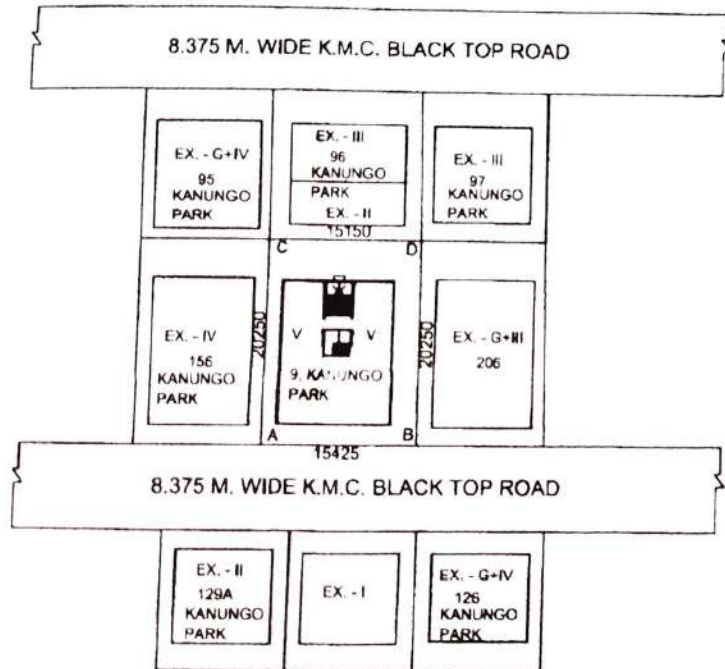 8.375 M. WIDE K.M.C. BLACK TOP ROAD
EX. - G+IV
95
KANUNGO
PARK
EX. - III
96
KANUNGO
PARK
EX. - II
EX. - III
97
KANUNGO
PARK
15150
C
D
EX. - IV
156
KANUNGO
PARK
20250
V
V
9, KANUNGO
PARK
20250
EX. - G+III
206
A
B
15425
8.375 M. WIDE K.M.C. BLACK TOP ROAD
EX. - II
129A
KANUNGO
PARK
EX. - I
EX. - G+IV
126
KANUNGO
PARK